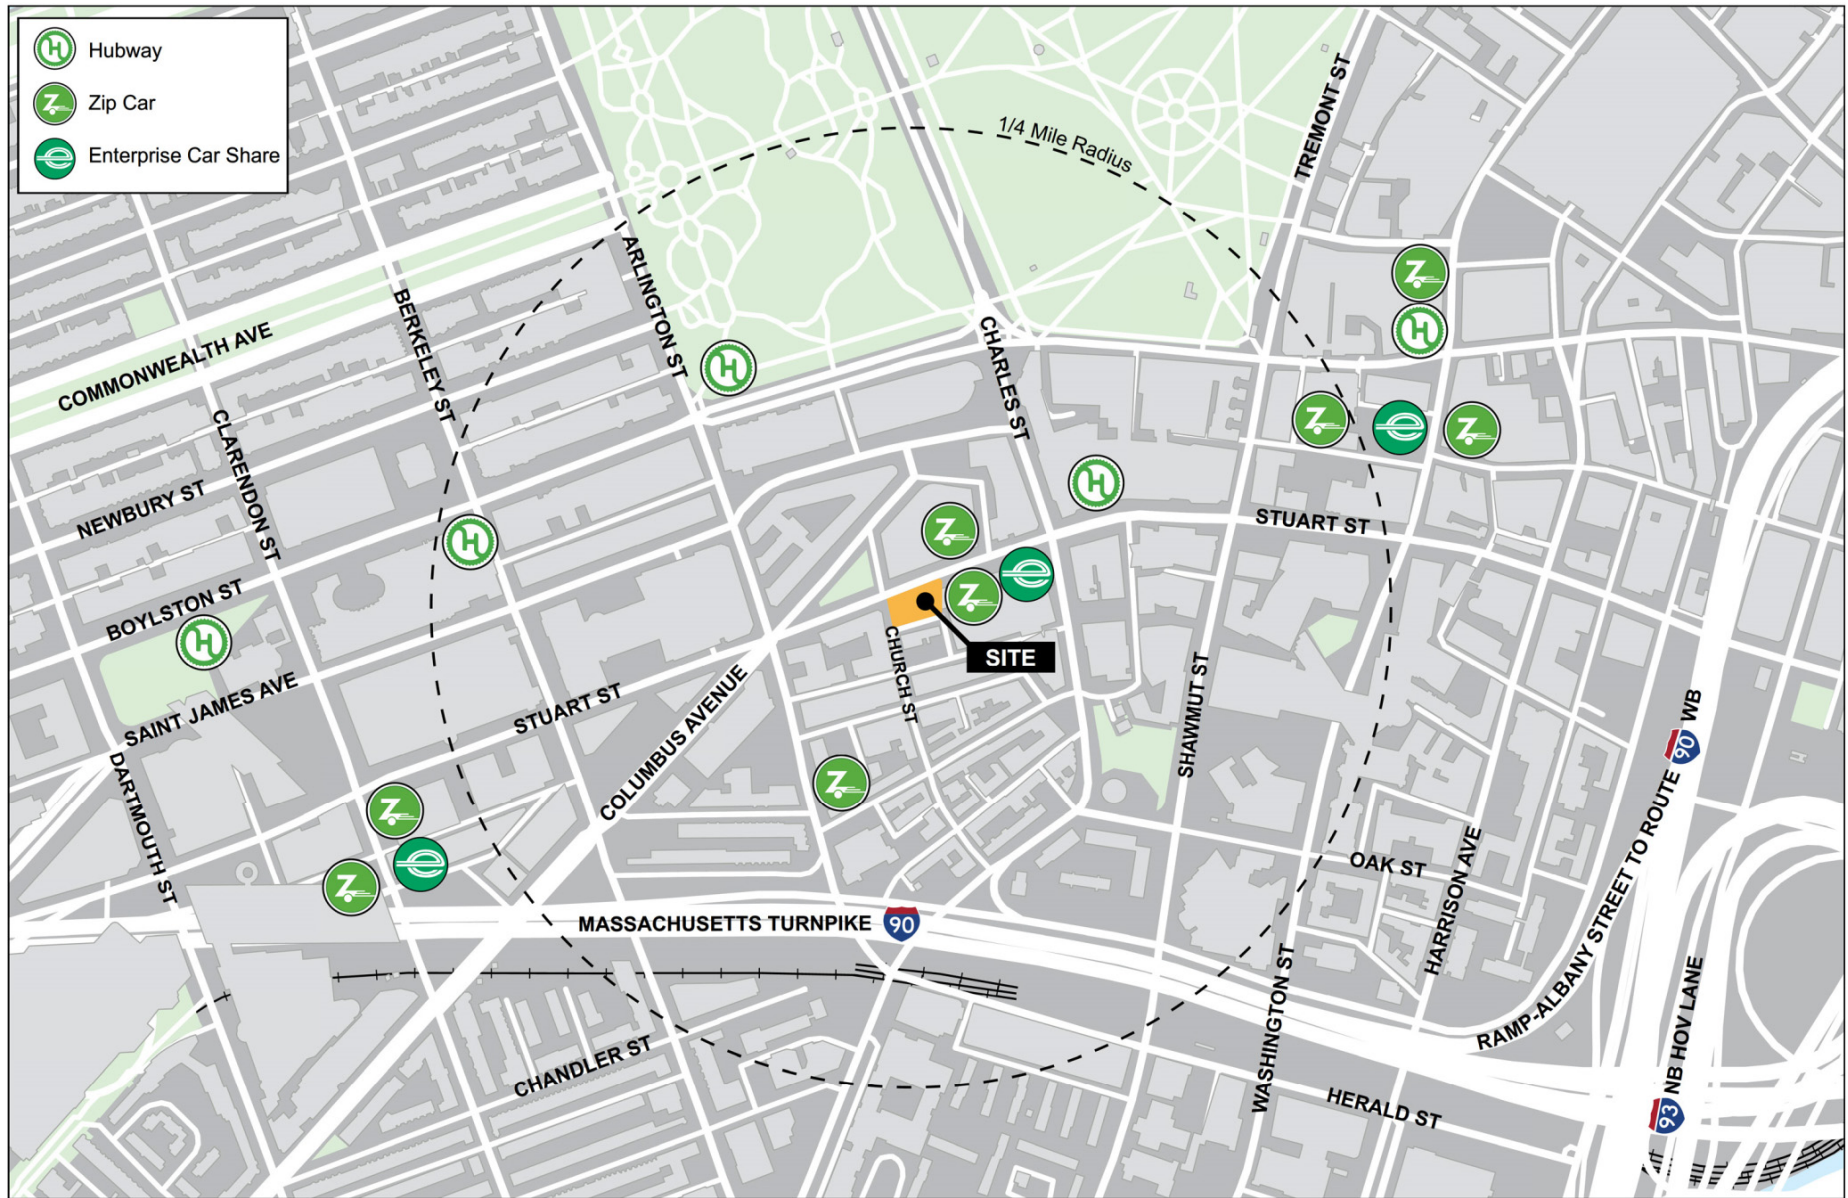 Hubway
Zip Car
Enterprise Car Share
1/4 Mile Radius
TREMONT ST
ARLINGTON ST
BERKELEY ST
COMMONWEALTH AVE
CHARLES ST
CLARENDON ST
NEWBURY ST
STUART ST
BOYLSTON ST
SITE
CHURCH ST
SAINT JAMES AVE
STUART ST
COLUMBUS AVENUE
SHAWMUT ST
DARTMOUTH ST
RAMP-ALBANY STREET TO ROUTE 90 WB
OAK ST
HARRISON AVE
MASSACHUSETTS TURNPIKE 90
WASHINGTON ST
CHANDLER ST
HERALD ST
93 NB HOV LANE